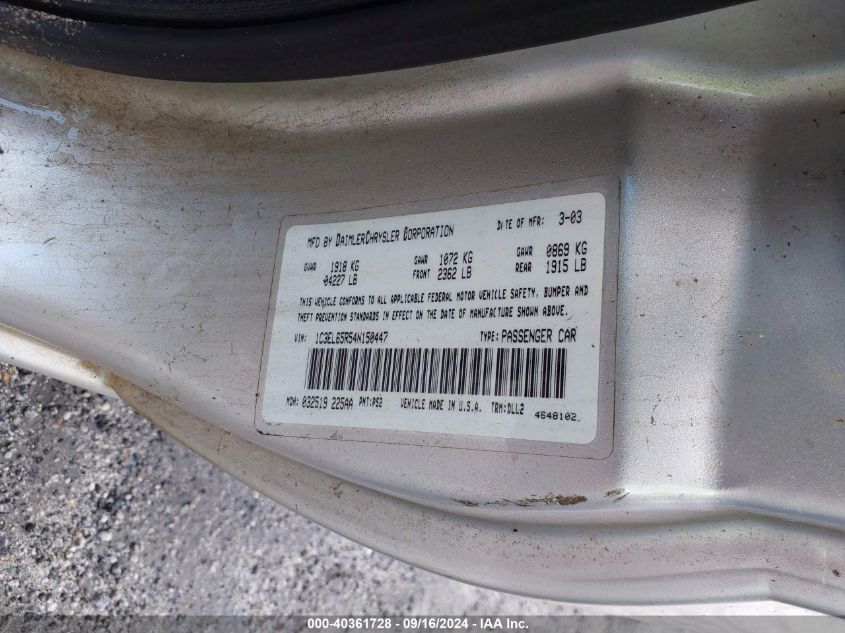 MFD BY DAIMLERCHRYSLER CORPORATION DATE OF MFR: 3-03
GVWR 1918 KG GAWR 1072 KG GAWR 0869 KG
04227 LB FRONT 2362 LB REAR 1915 LB
THIS VEHICLE CONFORMS TO ALL APPLICABLE FEDERAL MOTOR VEHICLE SAFETY, BUMPER AND
THEFT PREVENTION STANDARDS IN EFFECT ON THE DATE OF MANUFACTURE SHOWN ABOVE.
VIN: 1C3EL65R54N150447 TYPE: PASSENGER CAR
MDH: 032519 225AA PNT:PS2 VEHICLE MADE IN U.S.A. TRM:DLL2
4648102
000-40361728 - 09/16/2024 - IAA Inc.